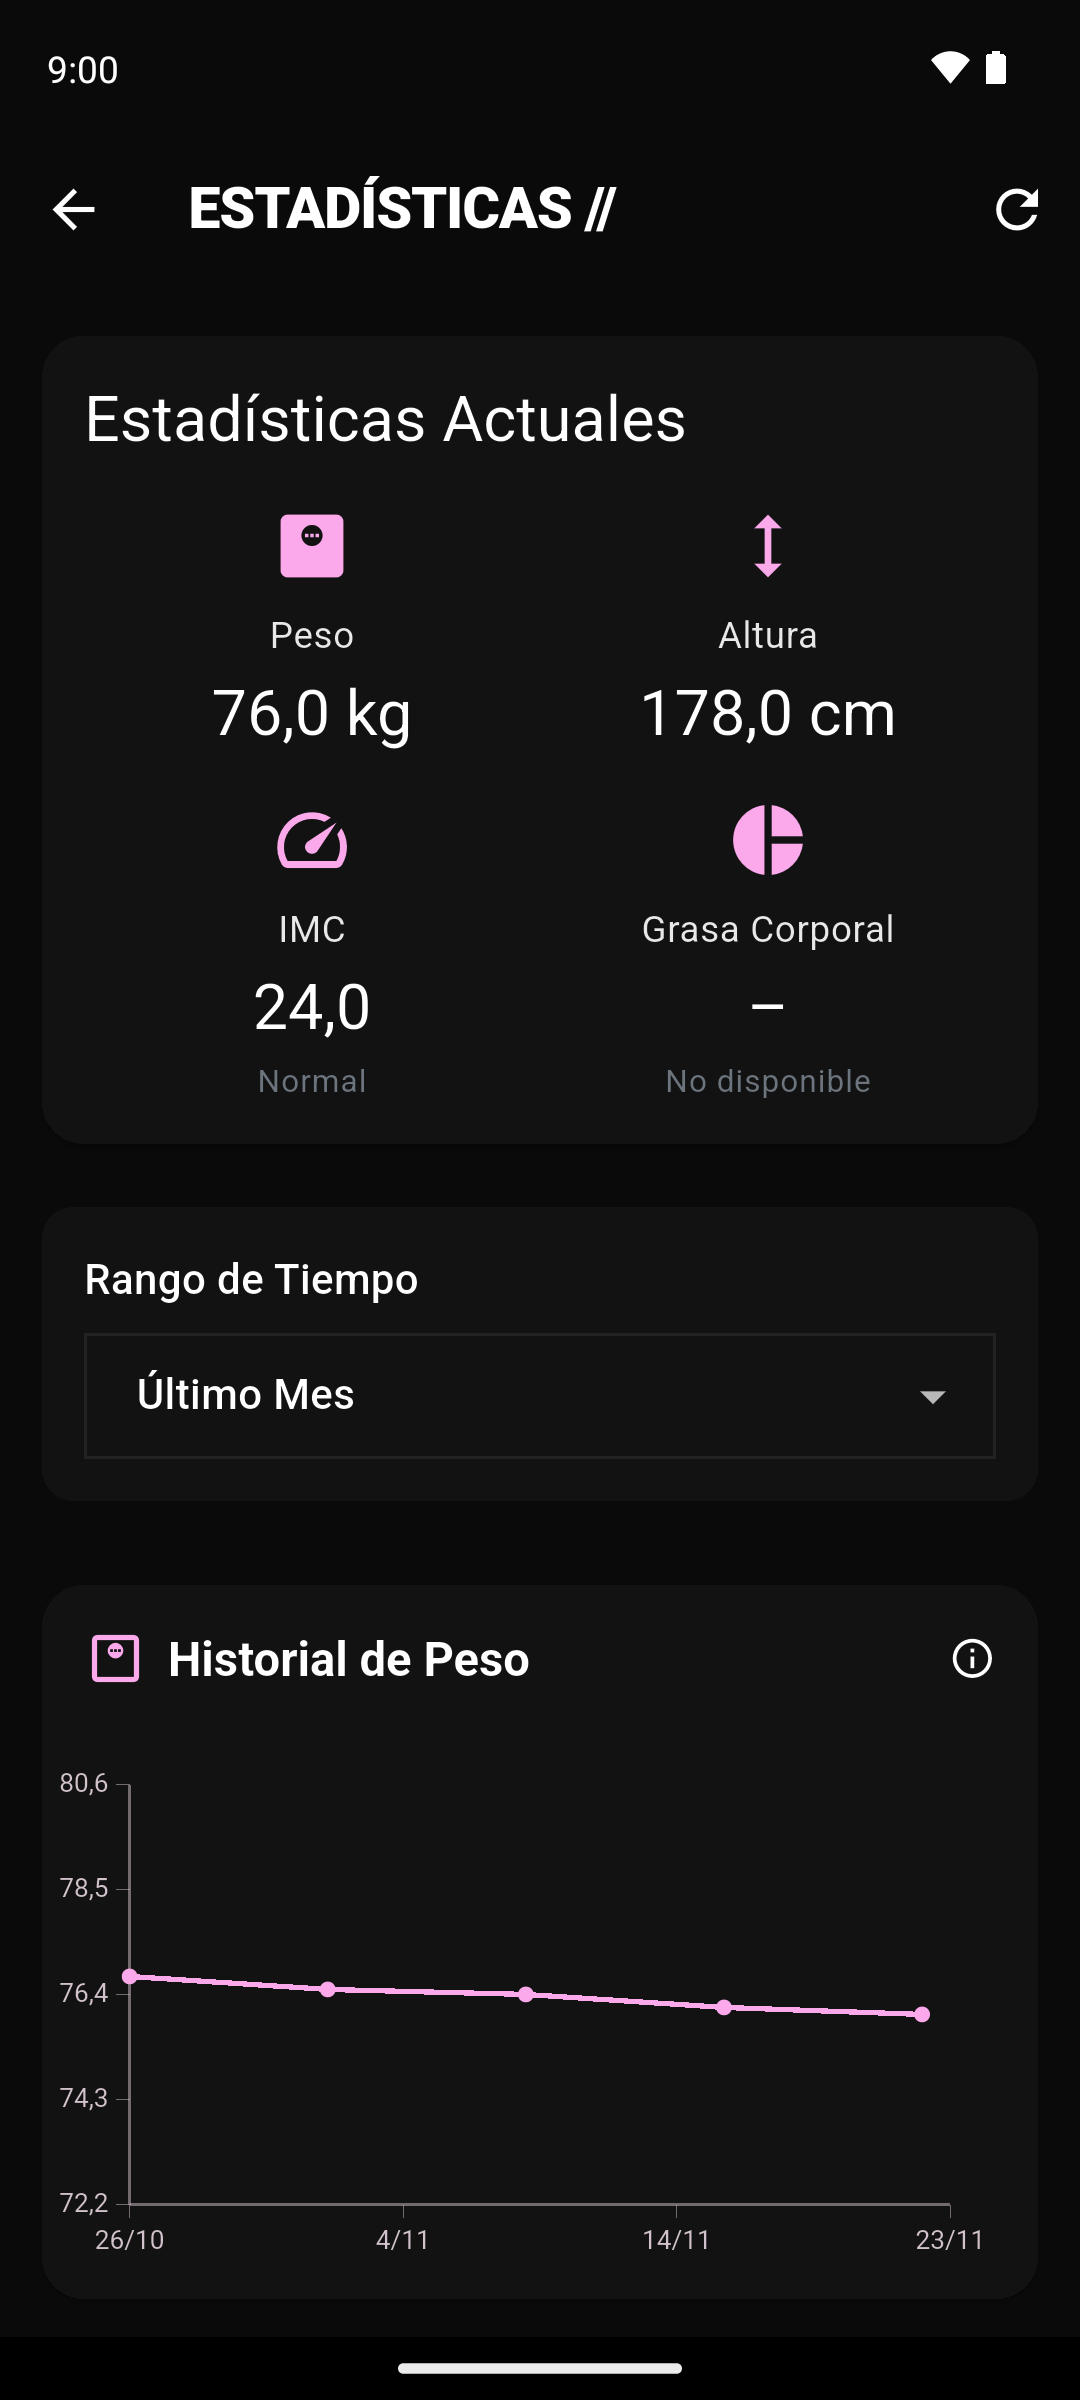 9:00
ESTADÍSTICAS //
Estadísticas Actuales
Peso
Altura
76,0 kg
178,0 cm
IMC
Grasa Corporal
24,0
–
Normal
No disponible
Rango de Tiempo
Último Mes
Historial de Peso
80,6
78,5
76,4
74,3
72,2
26/10
4/11
14/11
23/11